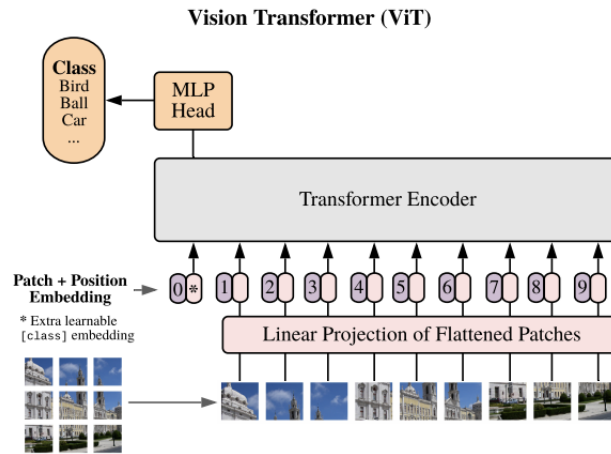 Vision Transformer (ViT)
Class
Bird
Ball
Car
...
MLP
Head
Transformer Encoder
Patch + Position
Embedding
0 * 1 2 3 4 5 6 7 8 9
* Extra learnable
[class] embedding
Linear Projection of Flattened Patches